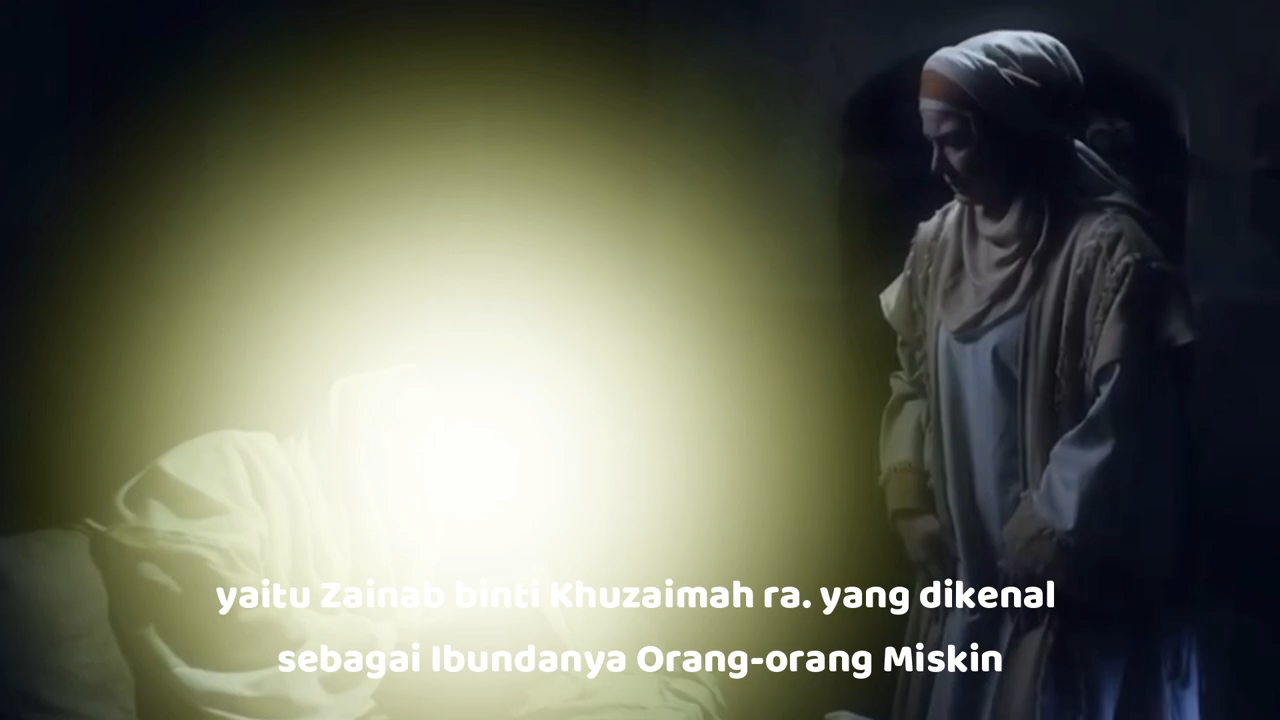 yaitu Zainab binti Khuzaimah ra. yang dikenal
sebagai Ibundanya Orang-orang Miskin